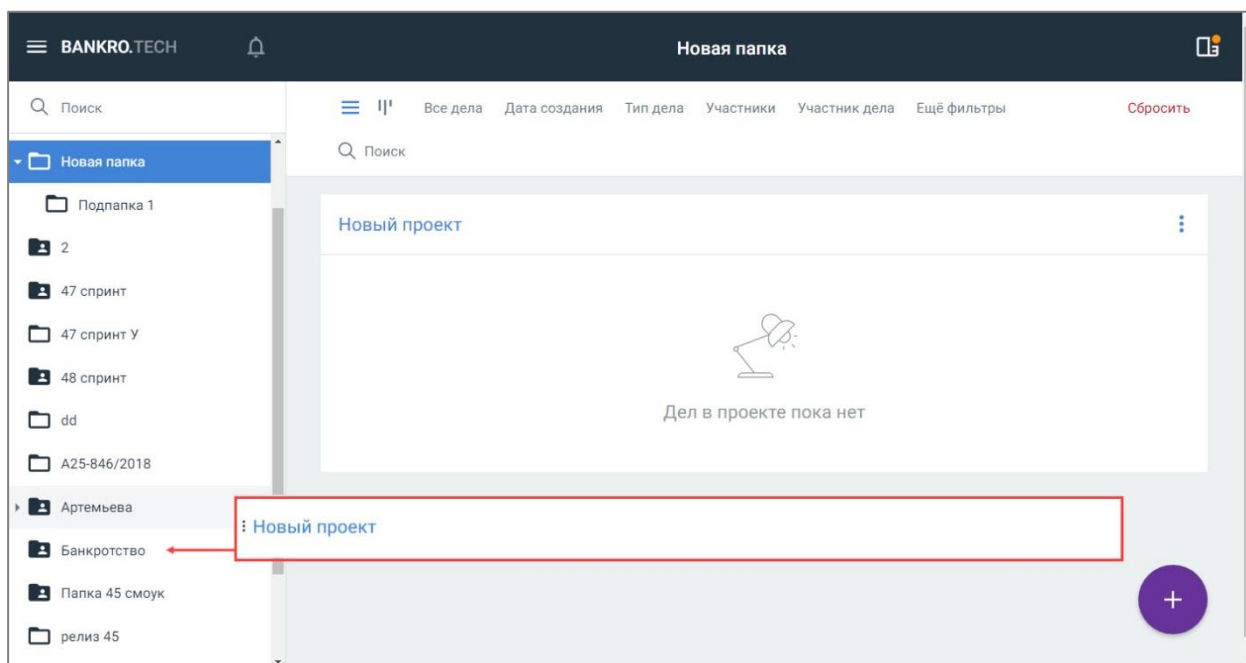 BANKRO.TECH
Новая папка
Поиск
Все дела Дата создания Тип дела Участники Участник дела Ещё фильтры Сбросить
Поиск
Новая папка
Подпапка 1
2
47 спринт
47 спринт У
48 спринт
dd
А25-846/2018
Артемьева
Банкротство
Папка 45 смоук
релиз 45
Новый проект
Дел в проекте пока нет
Новый проект